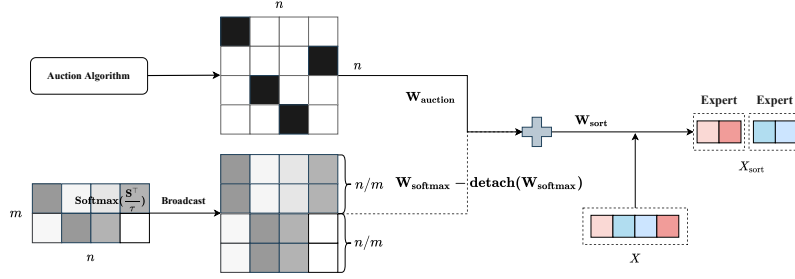 n
Auction Algorithm
n
W_auction
Expert Expert
W_sort
X_sort
Softmax(S^⊤/τ)
Broadcast
n/m
W_softmax − detach(W_softmax)
m
n/m
n
X